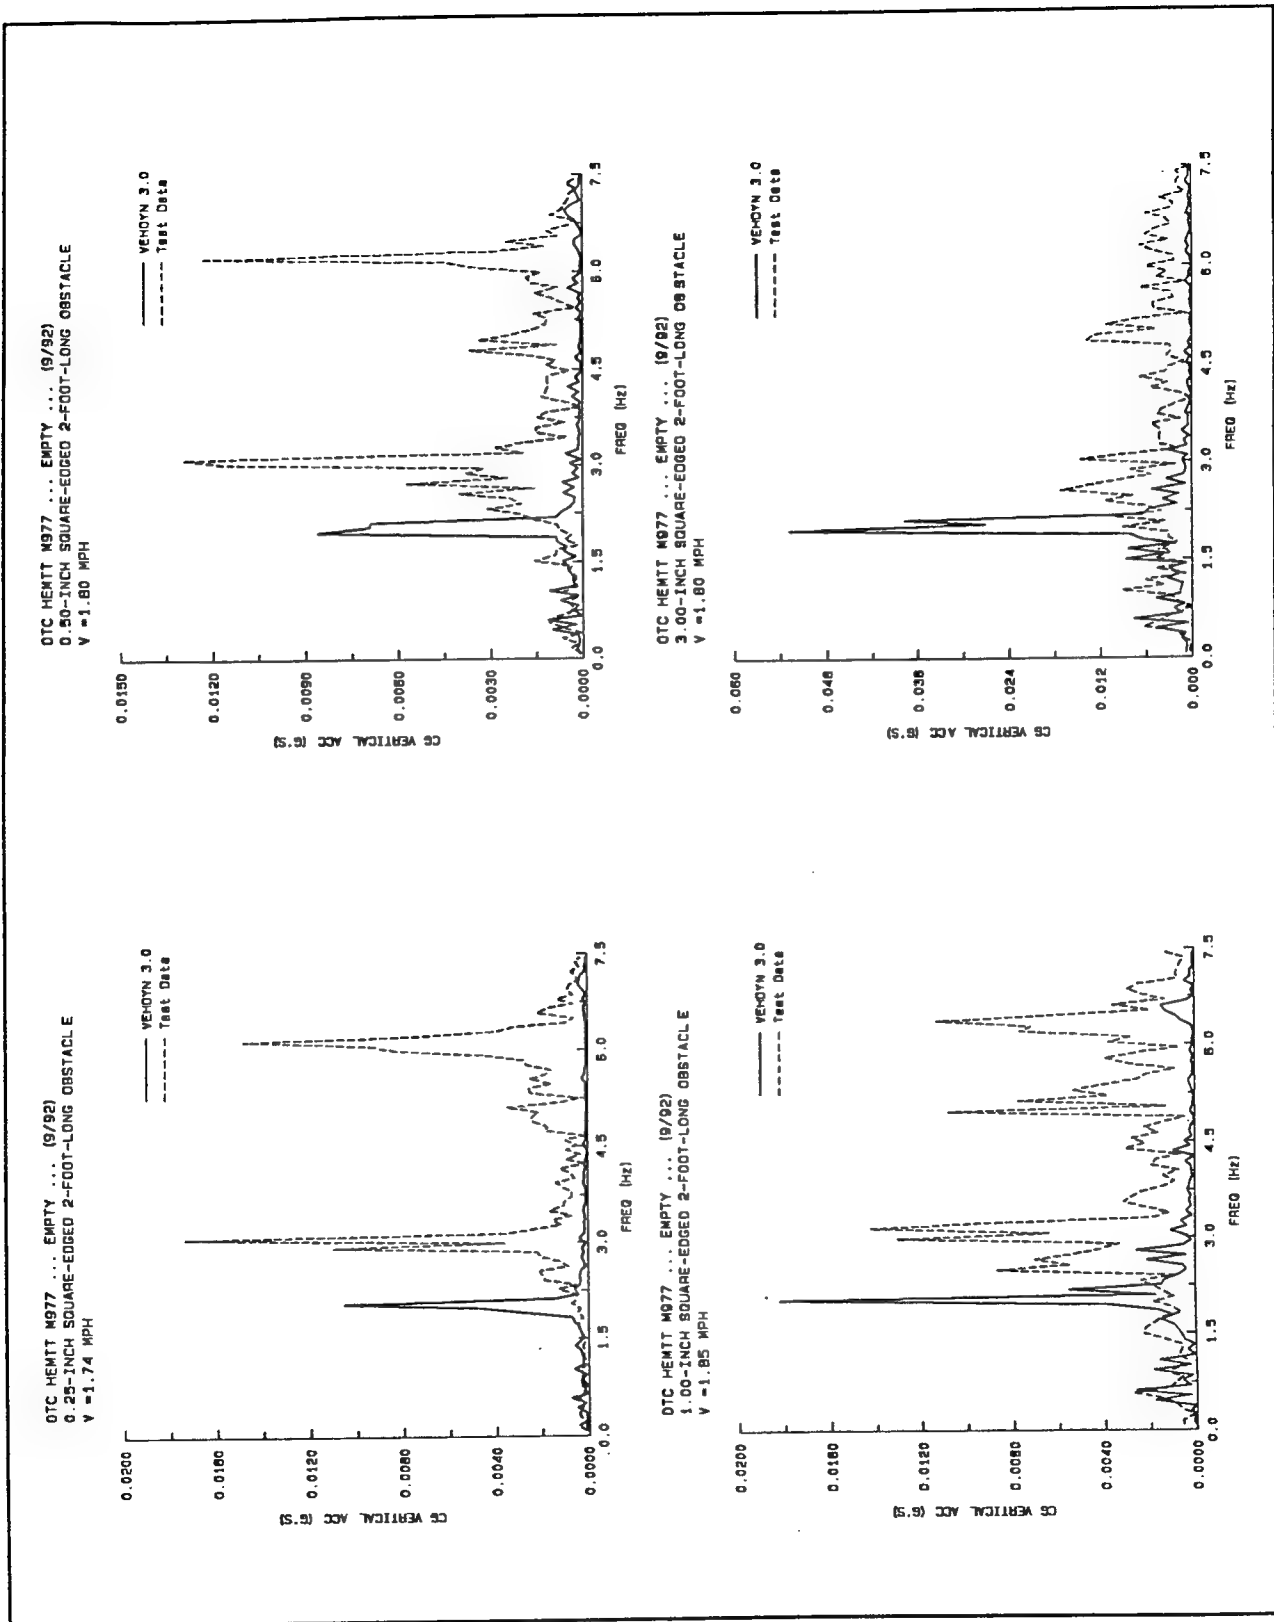 OTC HEMTT M977 ... EMPTY ... (9/92)
0.25-INCH SQUARE-EDGED 2-FOOT-LONG OBSTACLE
V =1.74 MPH
VEHDYN 3.0
Test Data
0.0200
0.0160
0.0120
0.0080
0.0040
0.0000
CG VERTICAL ACC (G'S)
0.0
1.5
3.0
4.5
6.0
7.5
FREQ (Hz)
OTC HEMTT M977 ... EMPTY ... (9/92)
0.50-INCH SQUARE-EDGED 2-FOOT-LONG OBSTACLE
V =1.80 MPH
VEHDYN 3.0
Test Data
0.0150
0.0120
0.0090
0.0060
0.0030
0.0000
CG VERTICAL ACC (G'S)
0.0
1.5
3.0
4.5
6.0
7.5
FREQ (Hz)
OTC HEMTT M977 ... EMPTY ... (9/92)
1.00-INCH SQUARE-EDGED 2-FOOT-LONG OBSTACLE
V =1.85 MPH
VEHDYN 3.0
Test Data
0.0200
0.0160
0.0120
0.0080
0.0040
0.0000
CG VERTICAL ACC (G'S)
0.0
1.5
3.0
4.5
6.0
7.5
FREQ (Hz)
OTC HEMTT M977 ... EMPTY ... (9/92)
3.00-INCH SQUARE-EDGED 2-FOOT-LONG OBSTACLE
V =1.80 MPH
VEHDYN 3.0
Test Data
0.060
0.048
0.036
0.024
0.012
0.000
CG VERTICAL ACC (G'S)
0.0
1.5
3.0
4.5
6.0
7.5
FREQ (Hz)